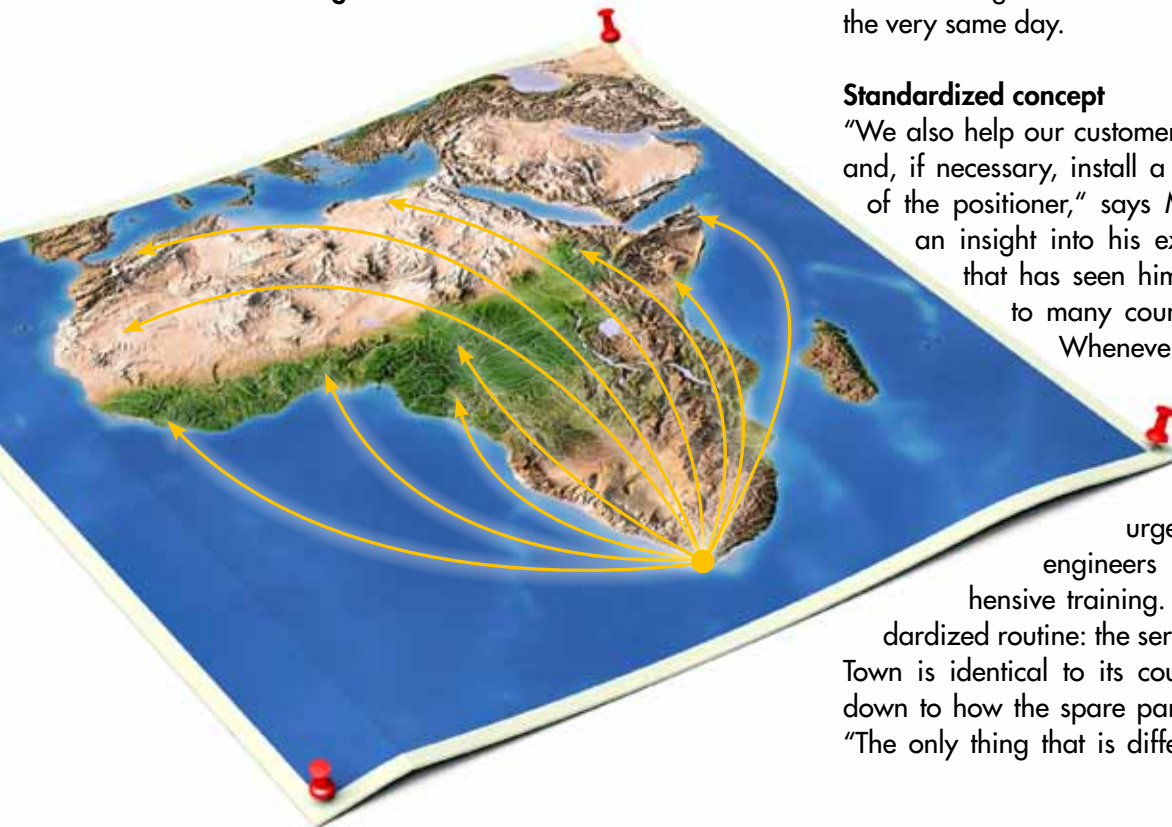 the very same day.
Standardized concept
“We also help our customer
and, if necessary, install a
of the positioner,“ says
an insight into his
that has seen him
to many
Wheneve
urge
engineers
hensive training.
dardized routine: the ser
Town is identical to its cou
down to how the spare par
“The only thing that is diffe